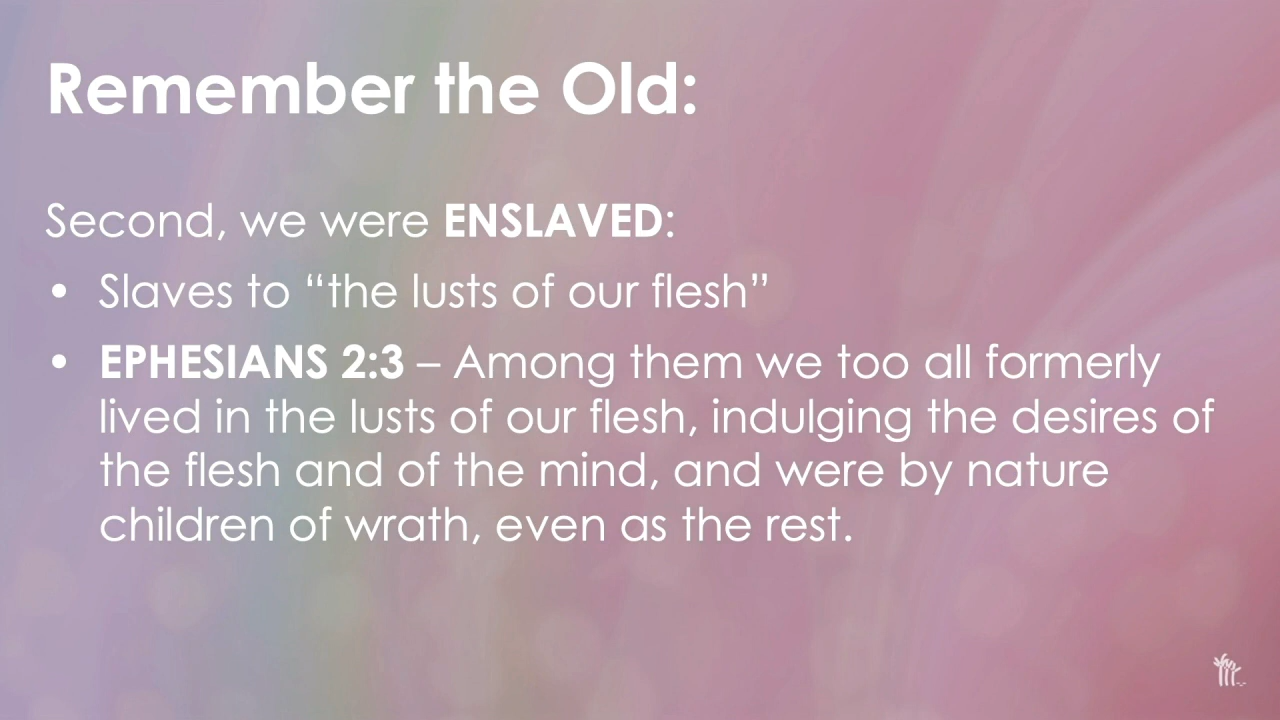 Remember the Old:
Second, we were ENSLAVED:
• Slaves to “the lusts of our flesh”
• EPHESIANS 2:3 – Among them we too all formerly
lived in the lusts of our flesh, indulging the desires of
the flesh and of the mind, and were by nature
children of wrath, even as the rest.